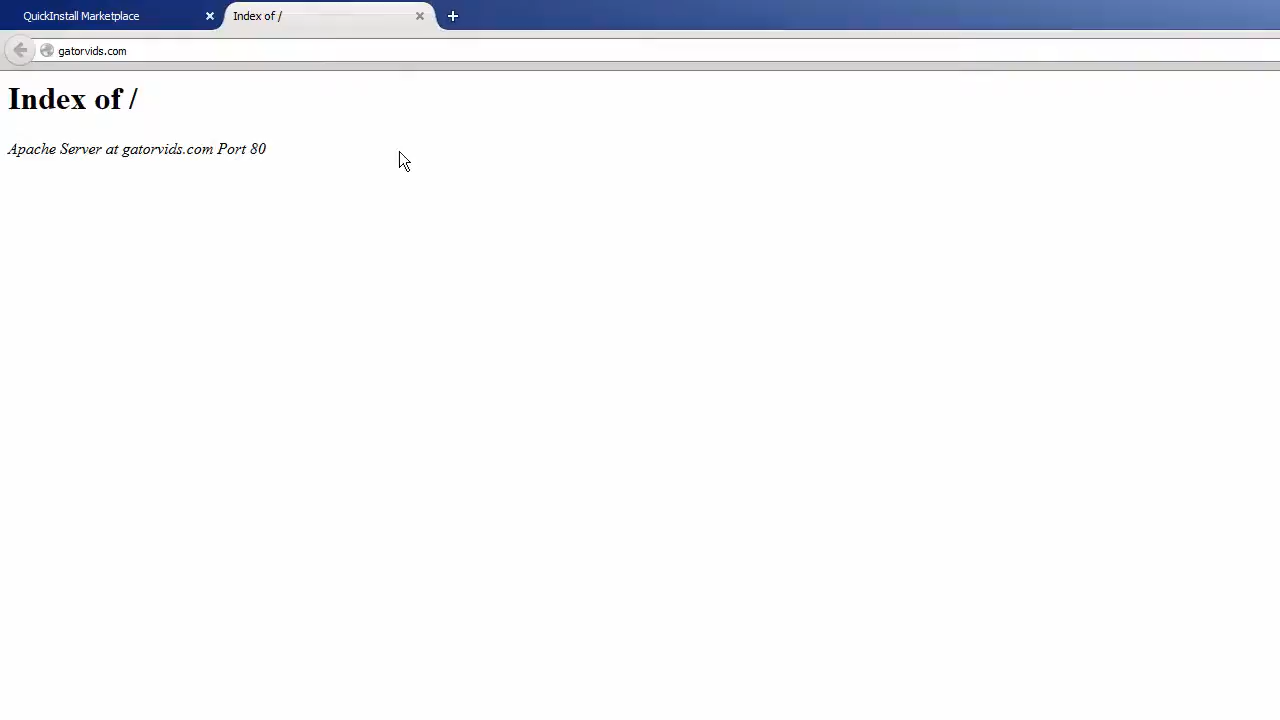 QuickInstall Marketplace
Index of /
gatorvids.com
Index of /
Apache Server at gatorvids.com Port 80